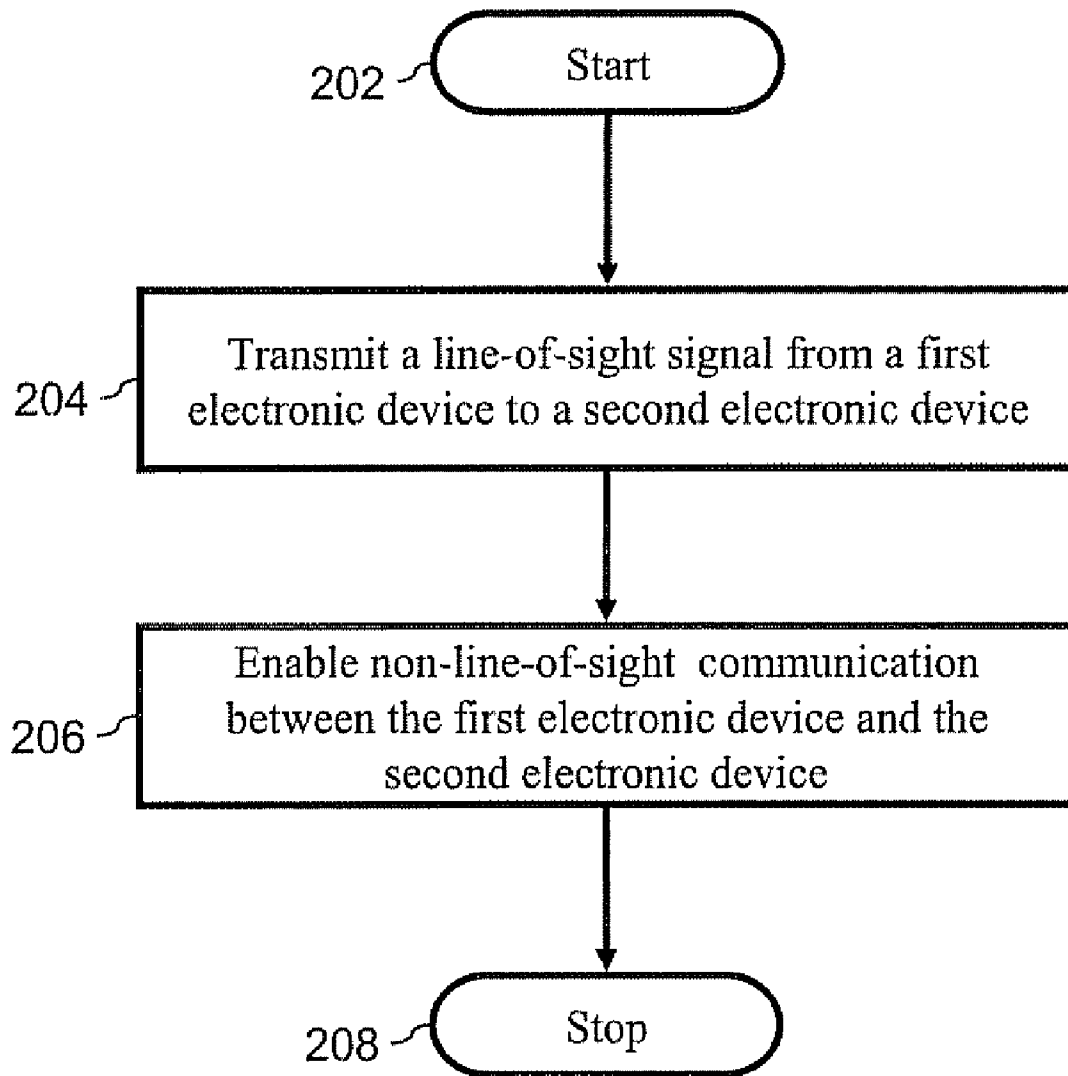 202
Start
204
Transmit a line-of-sight signal from a first
electronic device to a second electronic device
206
Enable non-line-of-sight communication
between the first electronic device and the
second electronic device
208
Stop